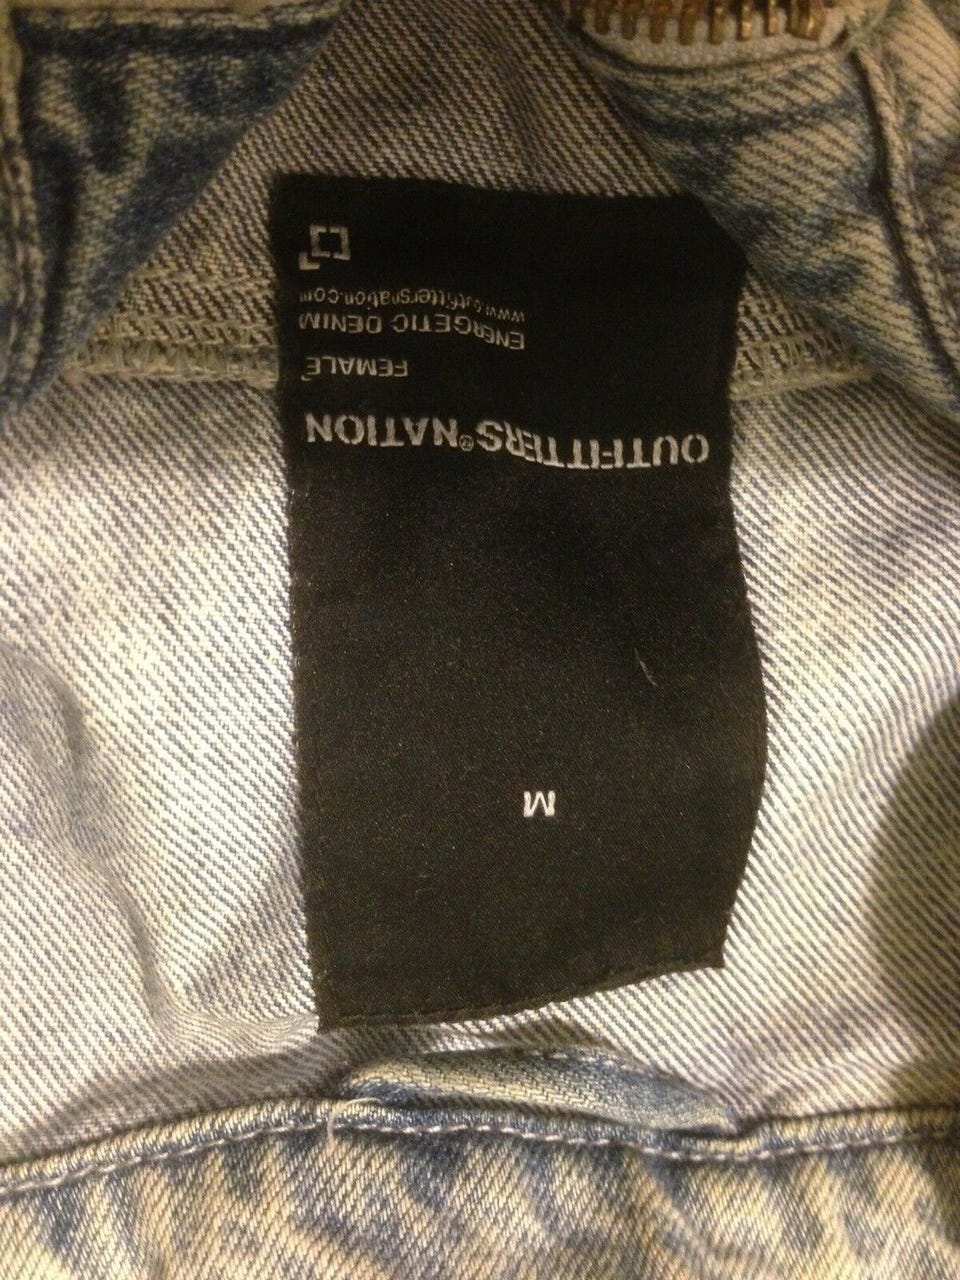 M
OUTFITTERS®NATION
FEMALE
ENERGETIC DENIM
www.outfittersnation.com